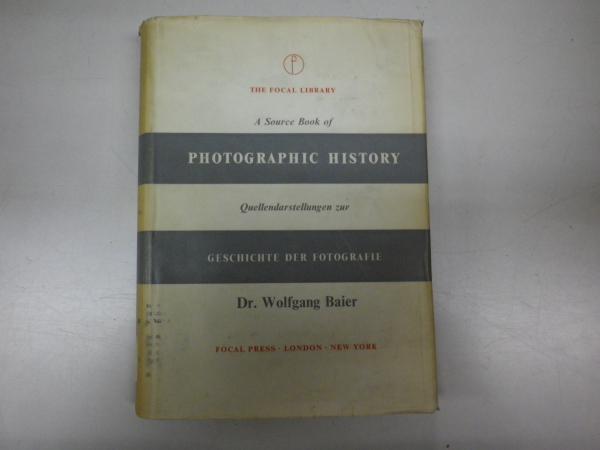 THE FOCAL LIBRARY
A Source Book of
PHOTOGRAPHIC HISTORY
Quellendarstellungen zur
GESCHICHTE DER FOTOGRAFIE
Dr. Wolfgang Baier
FOCAL PRESS · LONDON · NEW YORK